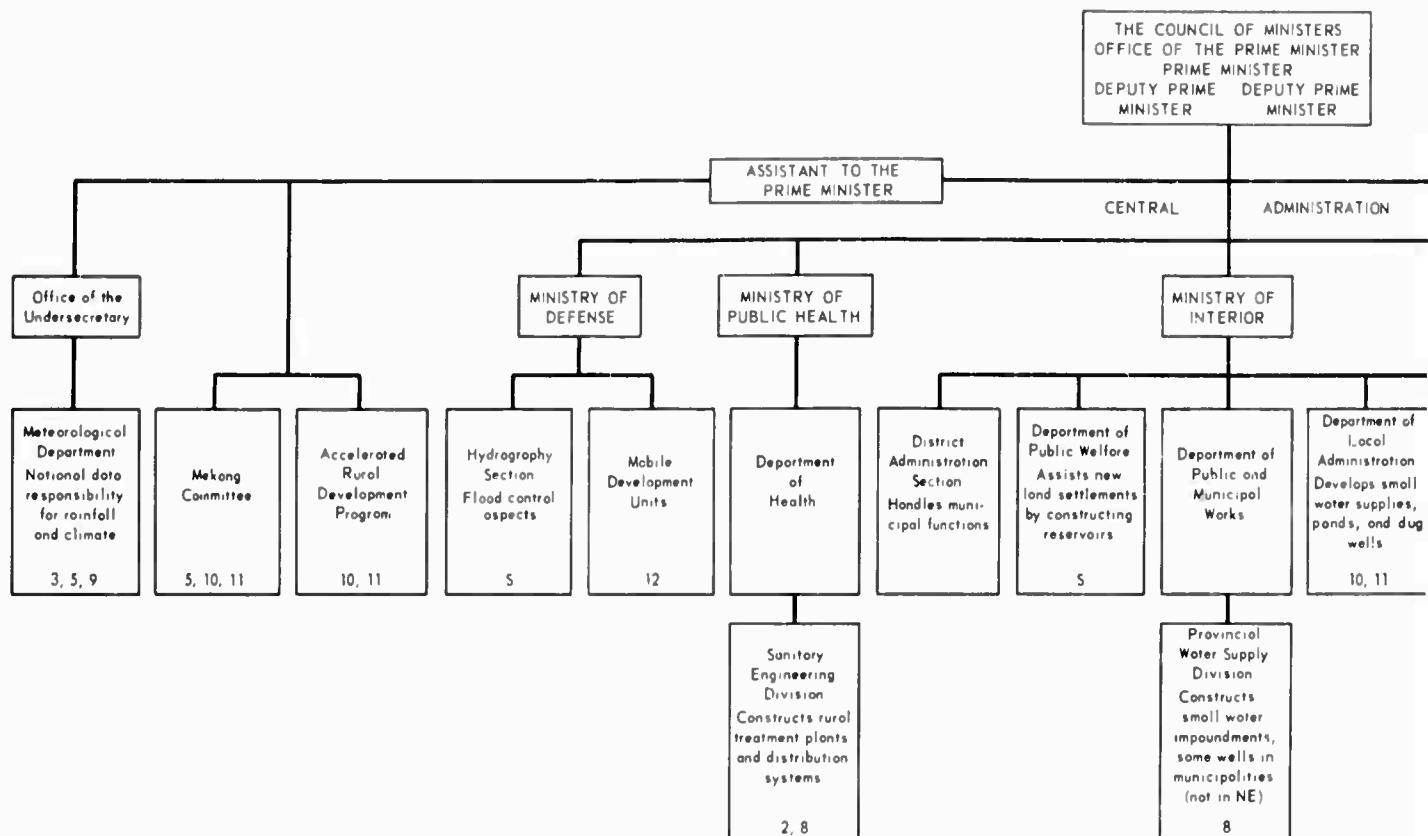 THE COUNCIL OF MINISTERS
OFFICE OF THE PRIME MINISTER
PRIME MINISTER
DEPUTY PRIME MINISTER
DEPUTY PRIME MINISTER
ASSISTANT TO THE
PRIME MINISTER
CENTRAL ADMINISTRATION
Office of the
Undersecretary
MINISTRY OF
DEFENSE
MINISTRY OF
PUBLIC HEALTH
MINISTRY OF
INTERIOR
Meteorological
Department
National data
responsibility
for rainfall
and climate
3, 5, 9
Mekong
Committee
5, 10, 11
Accelerated
Rural
Development
Program
10, 11
Hydrography
Section
Flood control
aspects
5
Mobile
Development
Units
12
Department
of
Health
District
Administration
Section
Handles muni-
cipal functions
Department of
Public Welfare
Assists new
land settlements
by constructing
reservoirs
5
Department of
Public and
Municipal
Works
Department of
Local
Administration
Develops small
water supplies,
ponds, and dug
wells
10, 11
Sanitary
Engineering
Division
Constructs rural
treatment plants
and distribution
systems
2, 8
Provincial
Water Supply
Division
Constructs
small water
impoundments,
some wells in
municipalities
(not in NE)
8